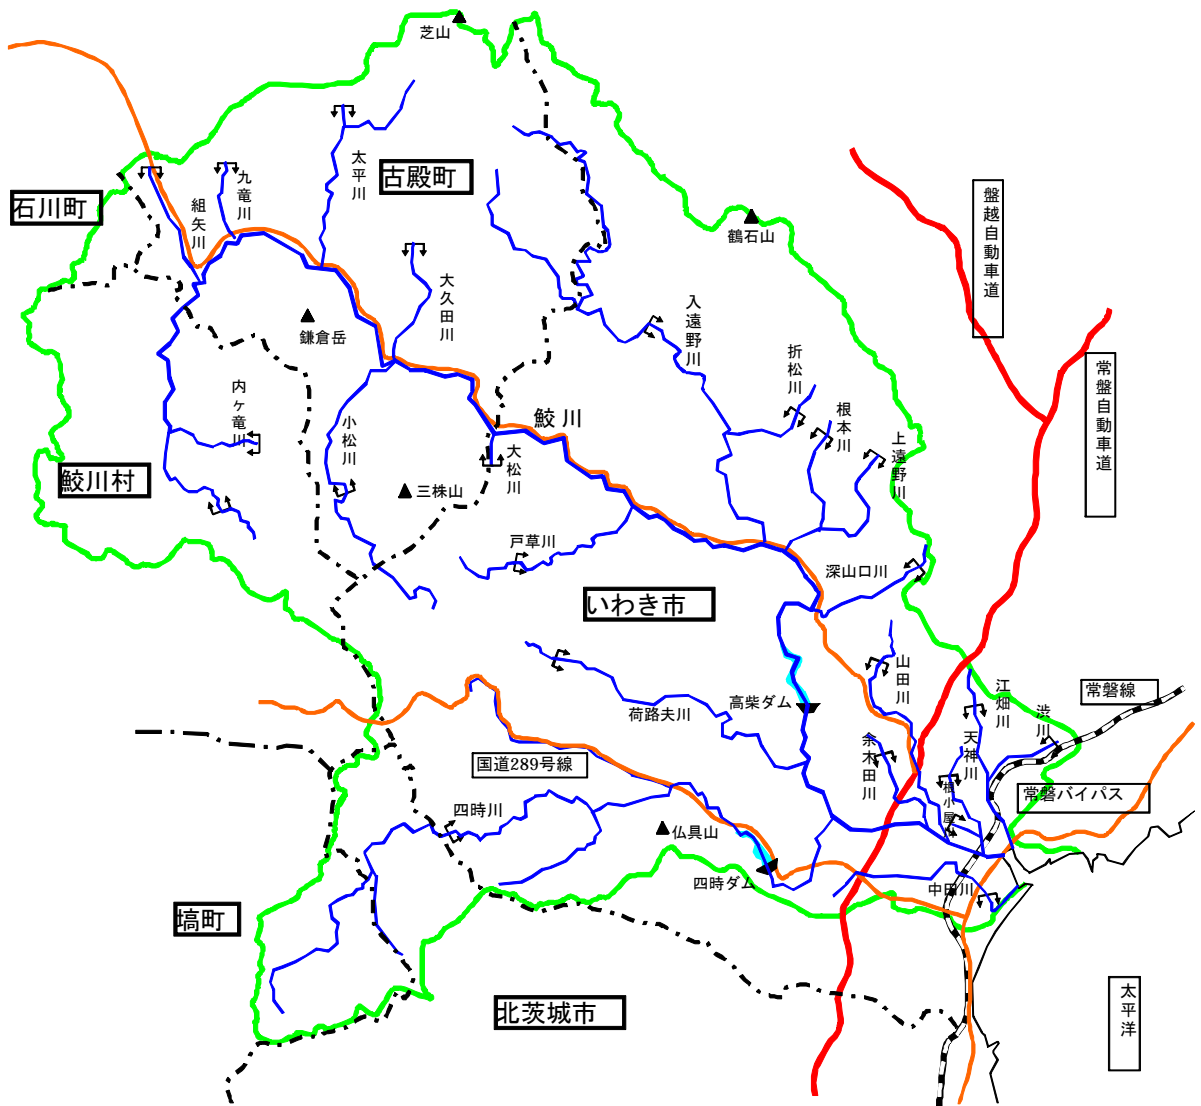 芝山
太平川
古殿町
九竜川
石川町
組矢川
盤越自動車道
鶴石山
大久田川
鎌倉岳
入遠野川
折松川
常盤自動車道
根本川
内ヶ竜川
小松川
鮫川
大松川
上遠野川
鮫川村
三株山
戸草川
深山口川
いわき市
山田川
江畑川
常磐線
高柴ダム
荷路夫川
渋川
余木田川
天神川
国道289号線
根小屋
常磐バイパス
四時川
仏具山
四時ダム
中田川
塙町
北茨城市
太平洋